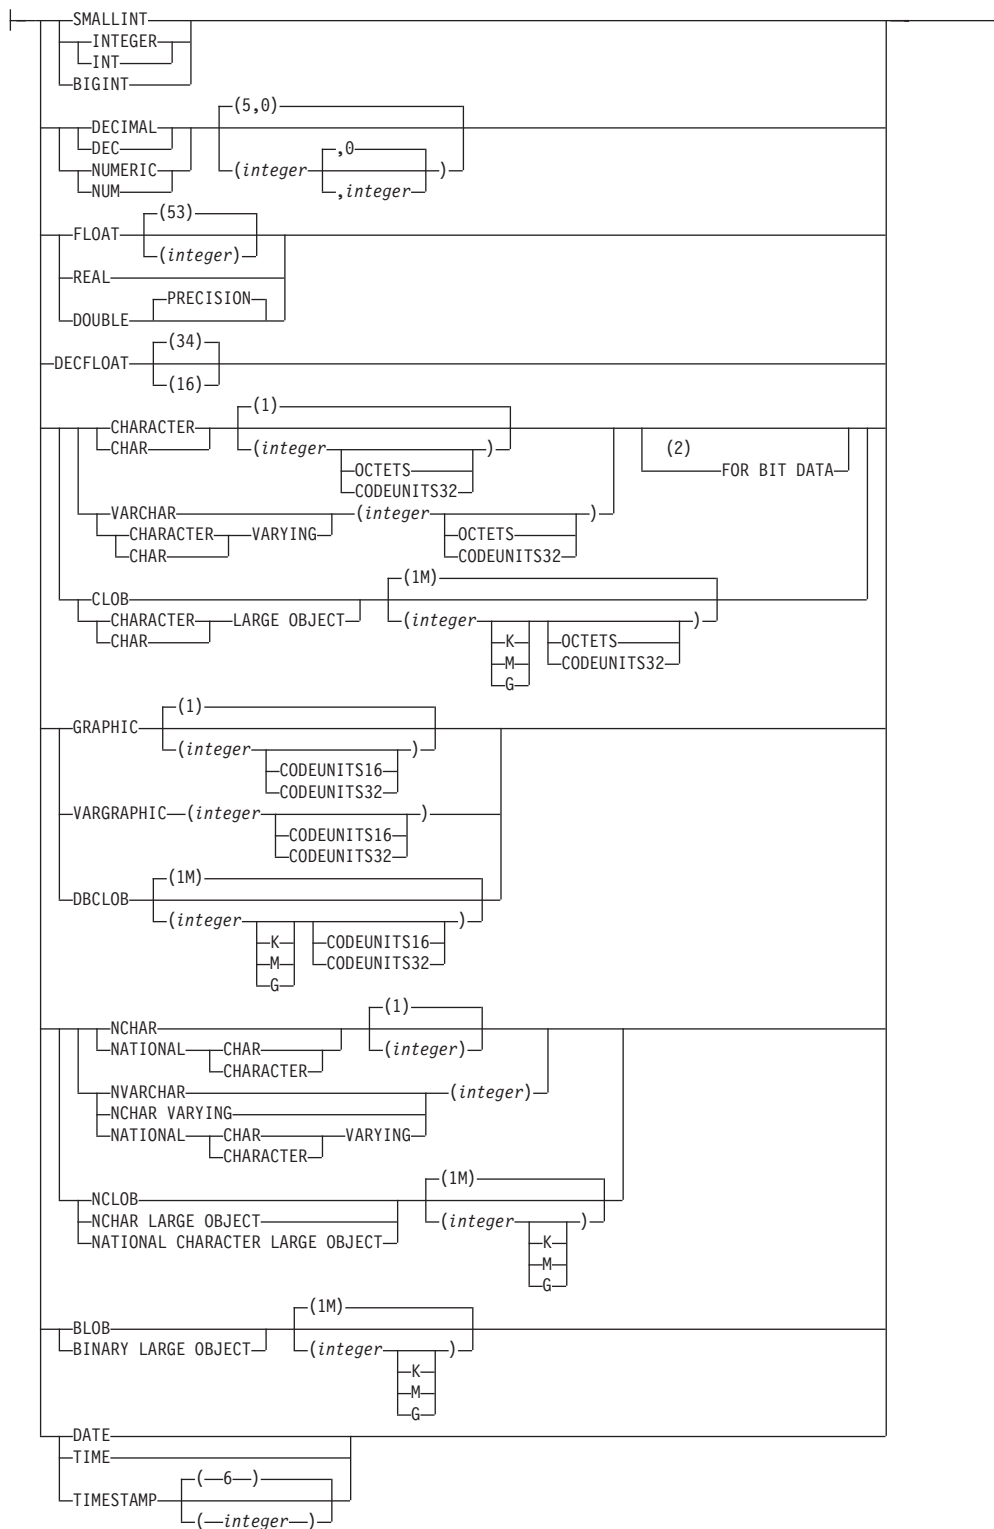 SMALLINT
INTEGER
INT
BIGINT
(5,0)
DECIMAL
DEC ,0
NUMERIC (integer )
NUM ,integer
(53)
FLOAT
(integer)
REAL
PRECISION
DOUBLE
(34)
DECFLOAT
(16)
(1)
CHARACTER
CHAR (integer ) (2)
OCTETS FOR BIT DATA
CODEUNITS32
VARCHAR (integer )
CHARACTER VARYING OCTETS
CHAR CODEUNITS32
(1M)
CLOB
CHARACTER LARGE OBJECT (integer )
CHAR K OCTETS
M CODEUNITS32
G
(1)
GRAPHIC
(integer )
CODEUNITS16
CODEUNITS32
VARGRAPHIC (integer )
CODEUNITS16
CODEUNITS32
(1M)
DBCLOB
(integer )
K CODEUNITS16
M CODEUNITS32
G
(1)
NCHAR
NATIONAL CHAR (integer)
CHARACTER
NVARCHAR (integer)
NCHAR VARYING
NATIONAL CHAR VARYING
CHARACTER
(1M)
NCLOB
NCHAR LARGE OBJECT (integer )
NATIONAL CHARACTER LARGE OBJECT K
M
G
(1M)
BLOB
BINARY LARGE OBJECT (integer )
K
M
G
DATE
TIME
( 6 )
TIMESTAMP
( integer )